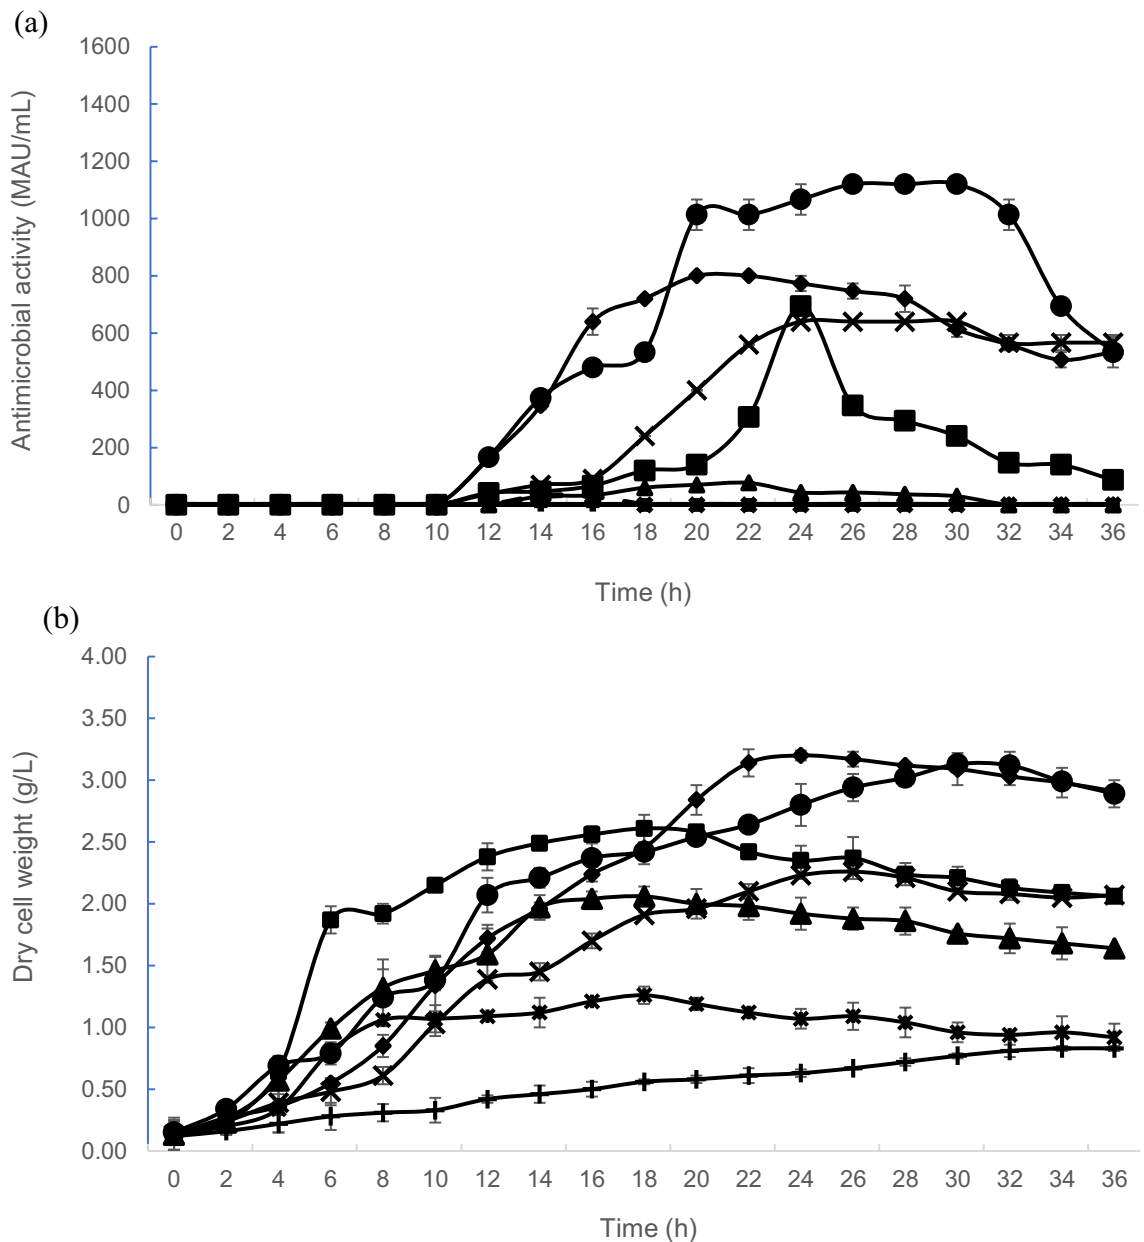 (a)
Antimicrobial activity (MAU/mL)
1600
1400
1200
1000
800
600
400
200
0
0 2 4 6 8 10 12 14 16 18 20 22 24 26 28 30 32 34 36
Time (h)
(b)
Dry cell weight (g/L)
4.00
3.50
3.00
2.50
2.00
1.50
1.00
0.50
0.00
0 2 4 6 8 10 12 14 16 18 20 22 24 26 28 30 32 34 36
Time (h)